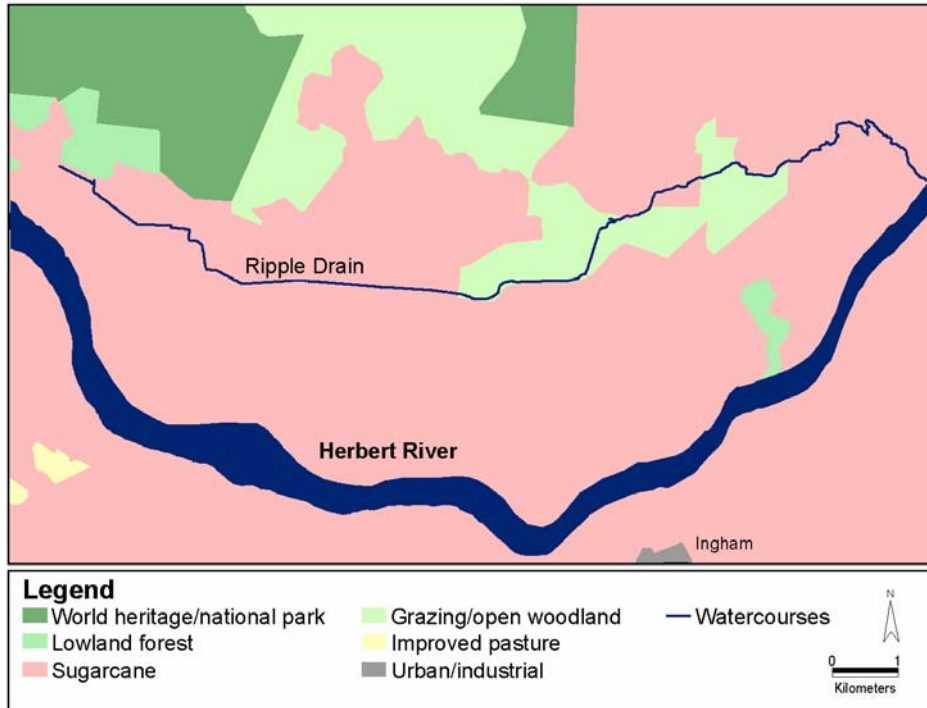 Ripple Drain
Herbert River
Ingham
Legend
World heritage/national park
Grazing/open woodland
Watercourses
N
Lowland forest
Improved pasture
Sugarcane
Urban/industrial
0 1
Kilometers